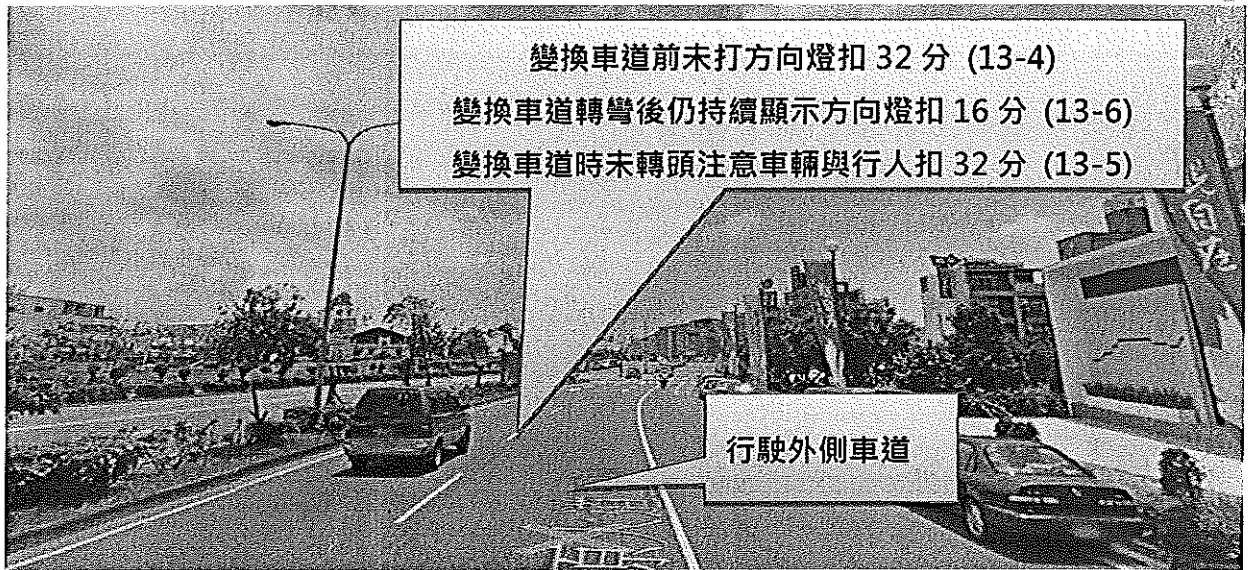 變換車道前未打方向燈扣 32 分 (13-4)
變換車道轉彎後仍持續顯示方向燈扣 16 分 (13-6)
變換車道時未轉頭注意車輛與行人扣 32 分 (13-5)
行駛外側車道